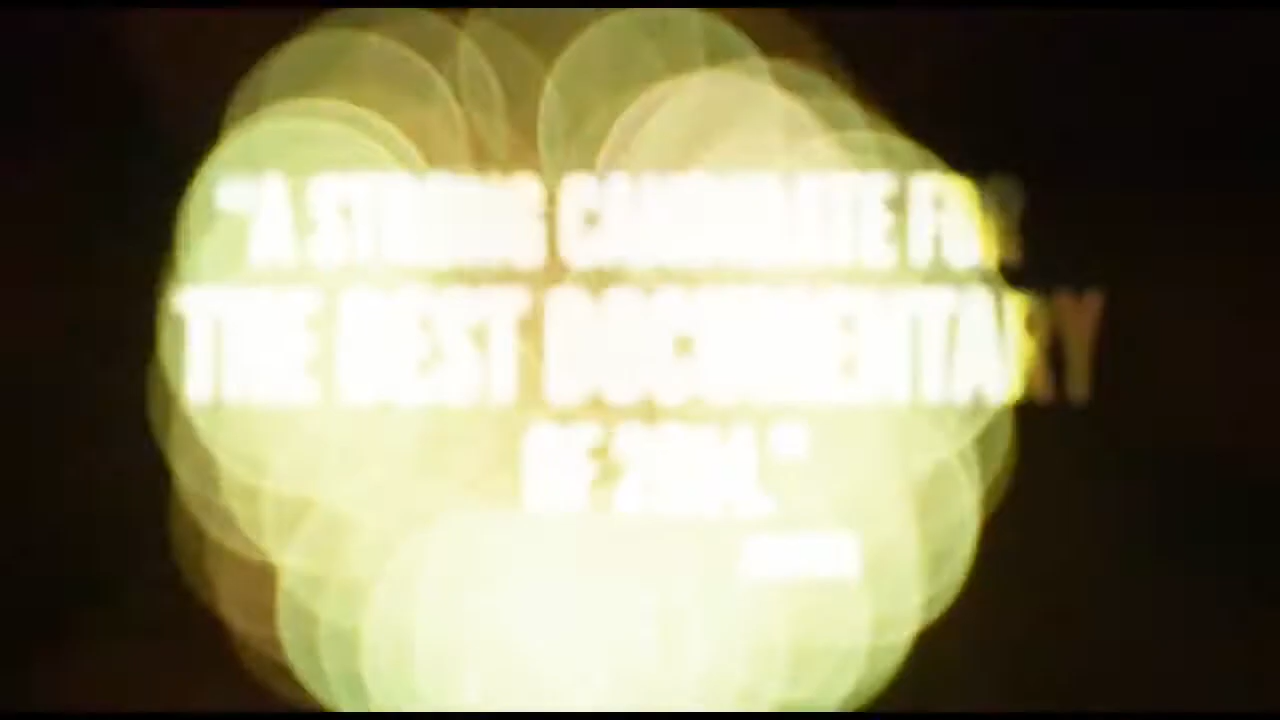 "A STRONG CANDIDATE FOR
THE BEST DOCUMENTARY
OF 2014."